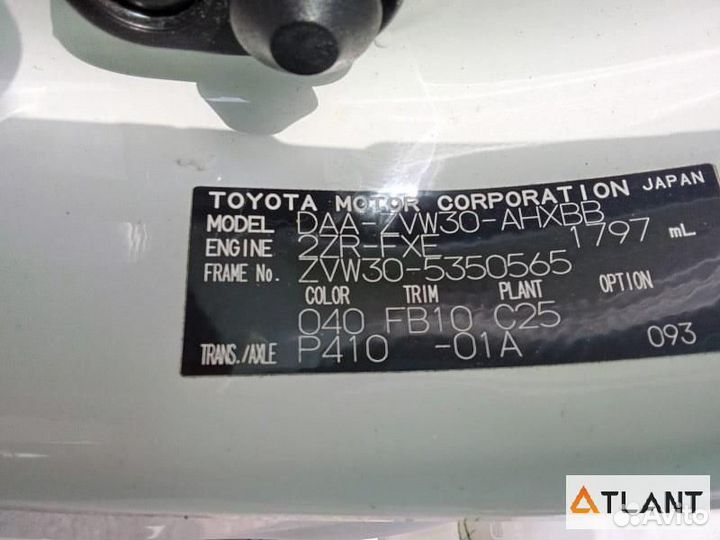 TOYOTA MOTOR CORPORATION JAPAN
MODEL DAA-ZVW30-AHXBB
ENGINE 2ZR-FXE 1797 mL
FRAME No. ZVW30-5350565
COLOR TRIM PLANT OPTION
040 FB10 C25
TRANS./AXLE P410 -01A 093
ATLANT
Avito